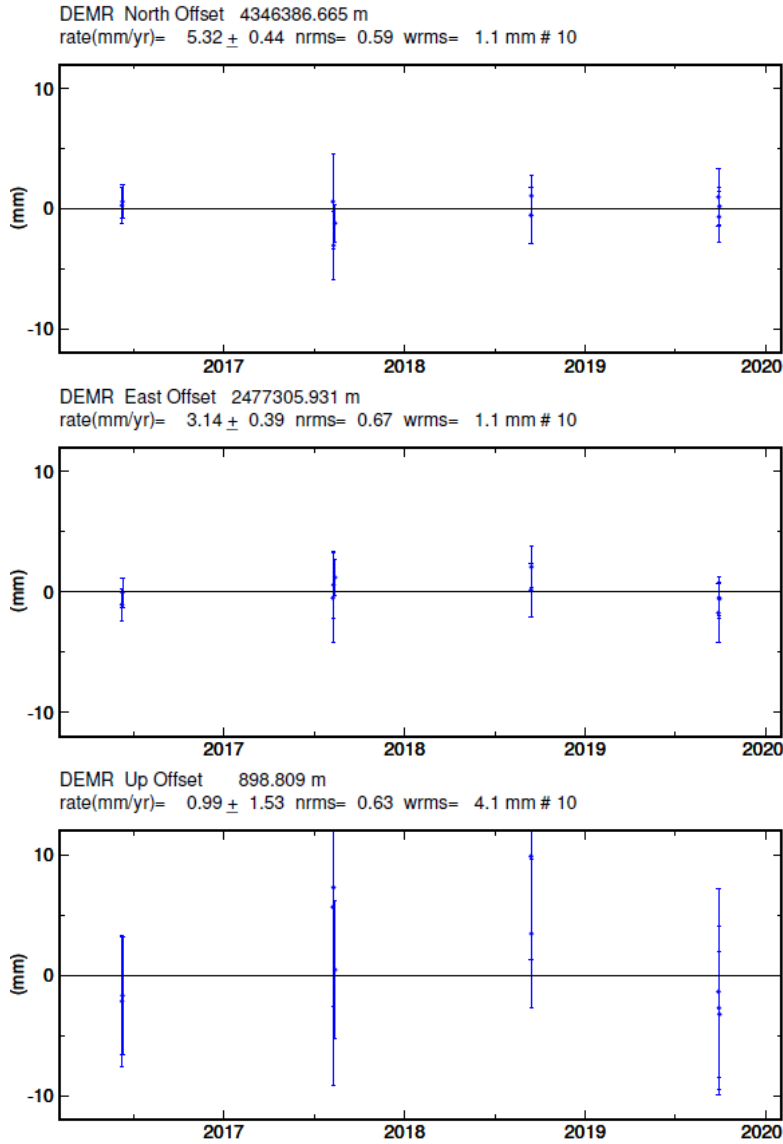 DEMR North Offset 4346386.665 m
rate(mm/yr)= 5.32 ± 0.44 nrms= 0.59 wrms= 1.1 mm # 10
10
0
-10
(mm)
2017 2018 2019 2020
DEMR East Offset 2477305.931 m
rate(mm/yr)= 3.14 ± 0.39 nrms= 0.67 wrms= 1.1 mm # 10
10
0
-10
(mm)
2017 2018 2019 2020
DEMR Up Offset 898.809 m
rate(mm/yr)= 0.99 ± 1.53 nrms= 0.63 wrms= 4.1 mm # 10
10
0
-10
(mm)
2017 2018 2019 2020